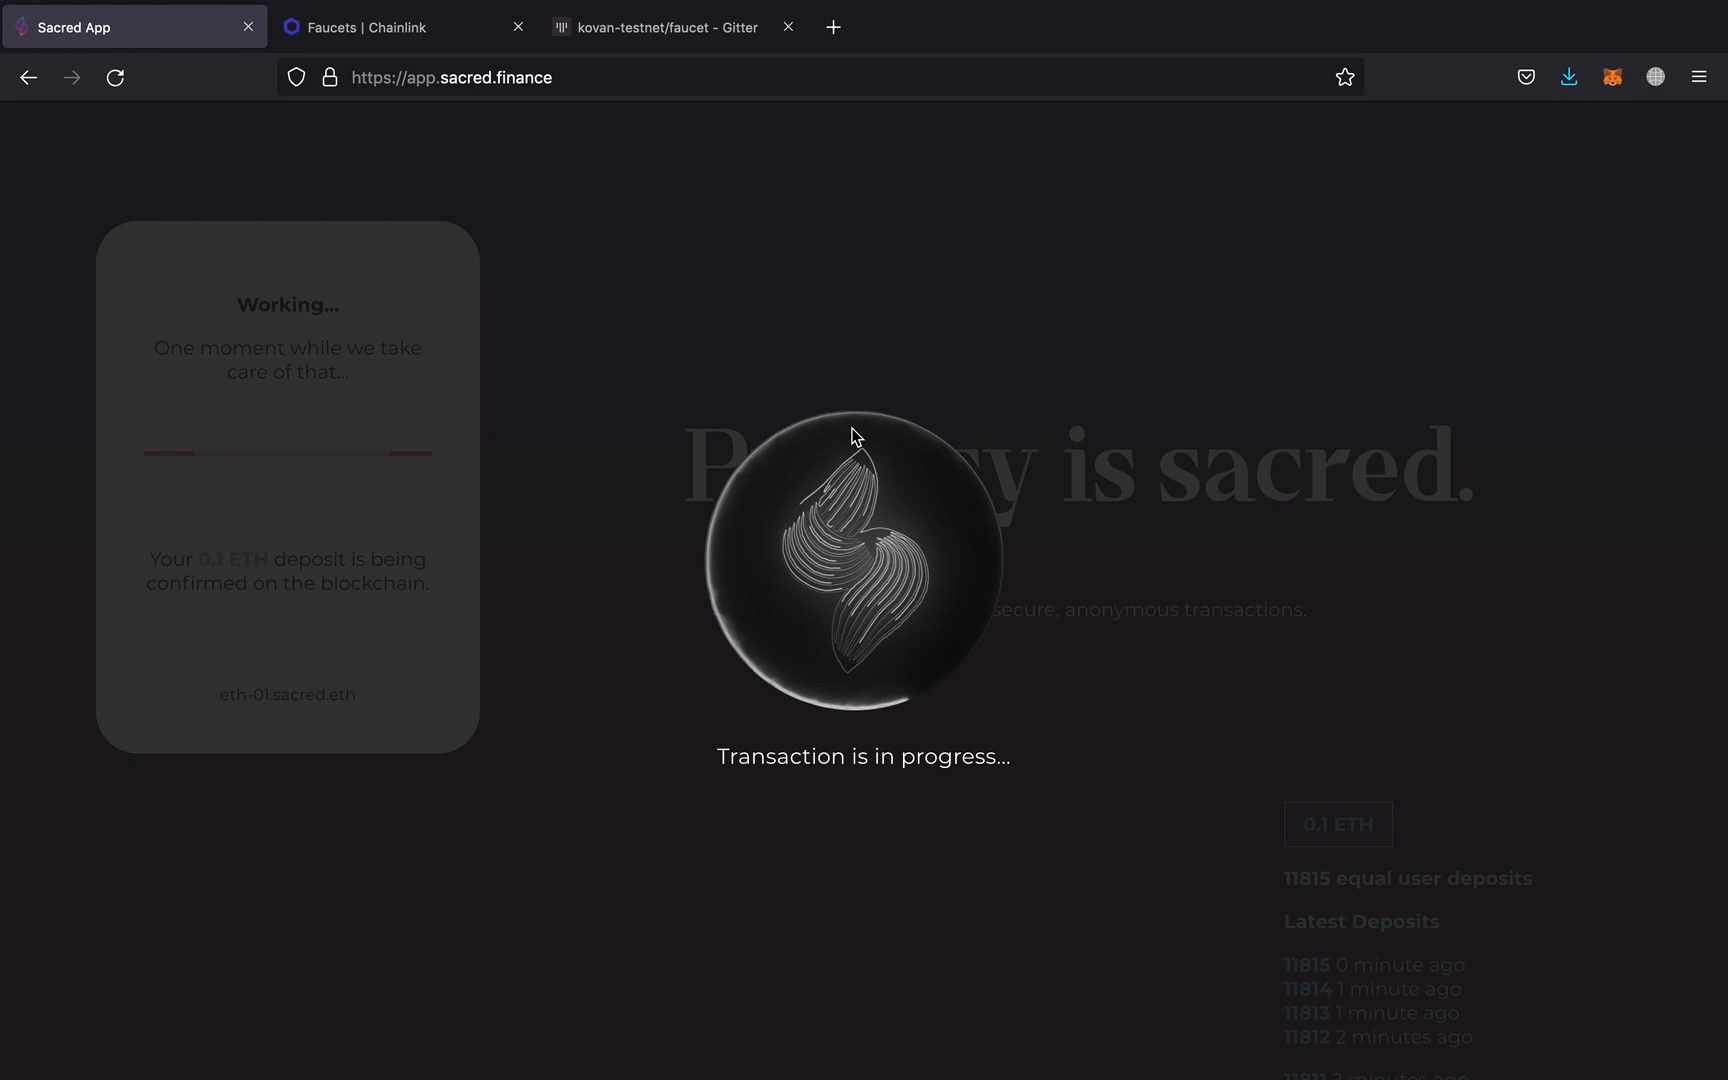 Sacred App
Faucets | Chainlink
kovan-testnet/faucet - Gitter
https://app.sacred.finance
Working...
One moment while we take
care of that...
Your 0.1 ETH deposit is being
confirmed on the blockchain.
eth-01.sacred.eth
is sacred.
secure, anonymous transactions.
Transaction is in progress...
0.1 ETH
11815 equal user deposits
Latest Deposits
11815 0 minute ago
11814 1 minute ago
11813 1 minute ago
11812 2 minutes ago